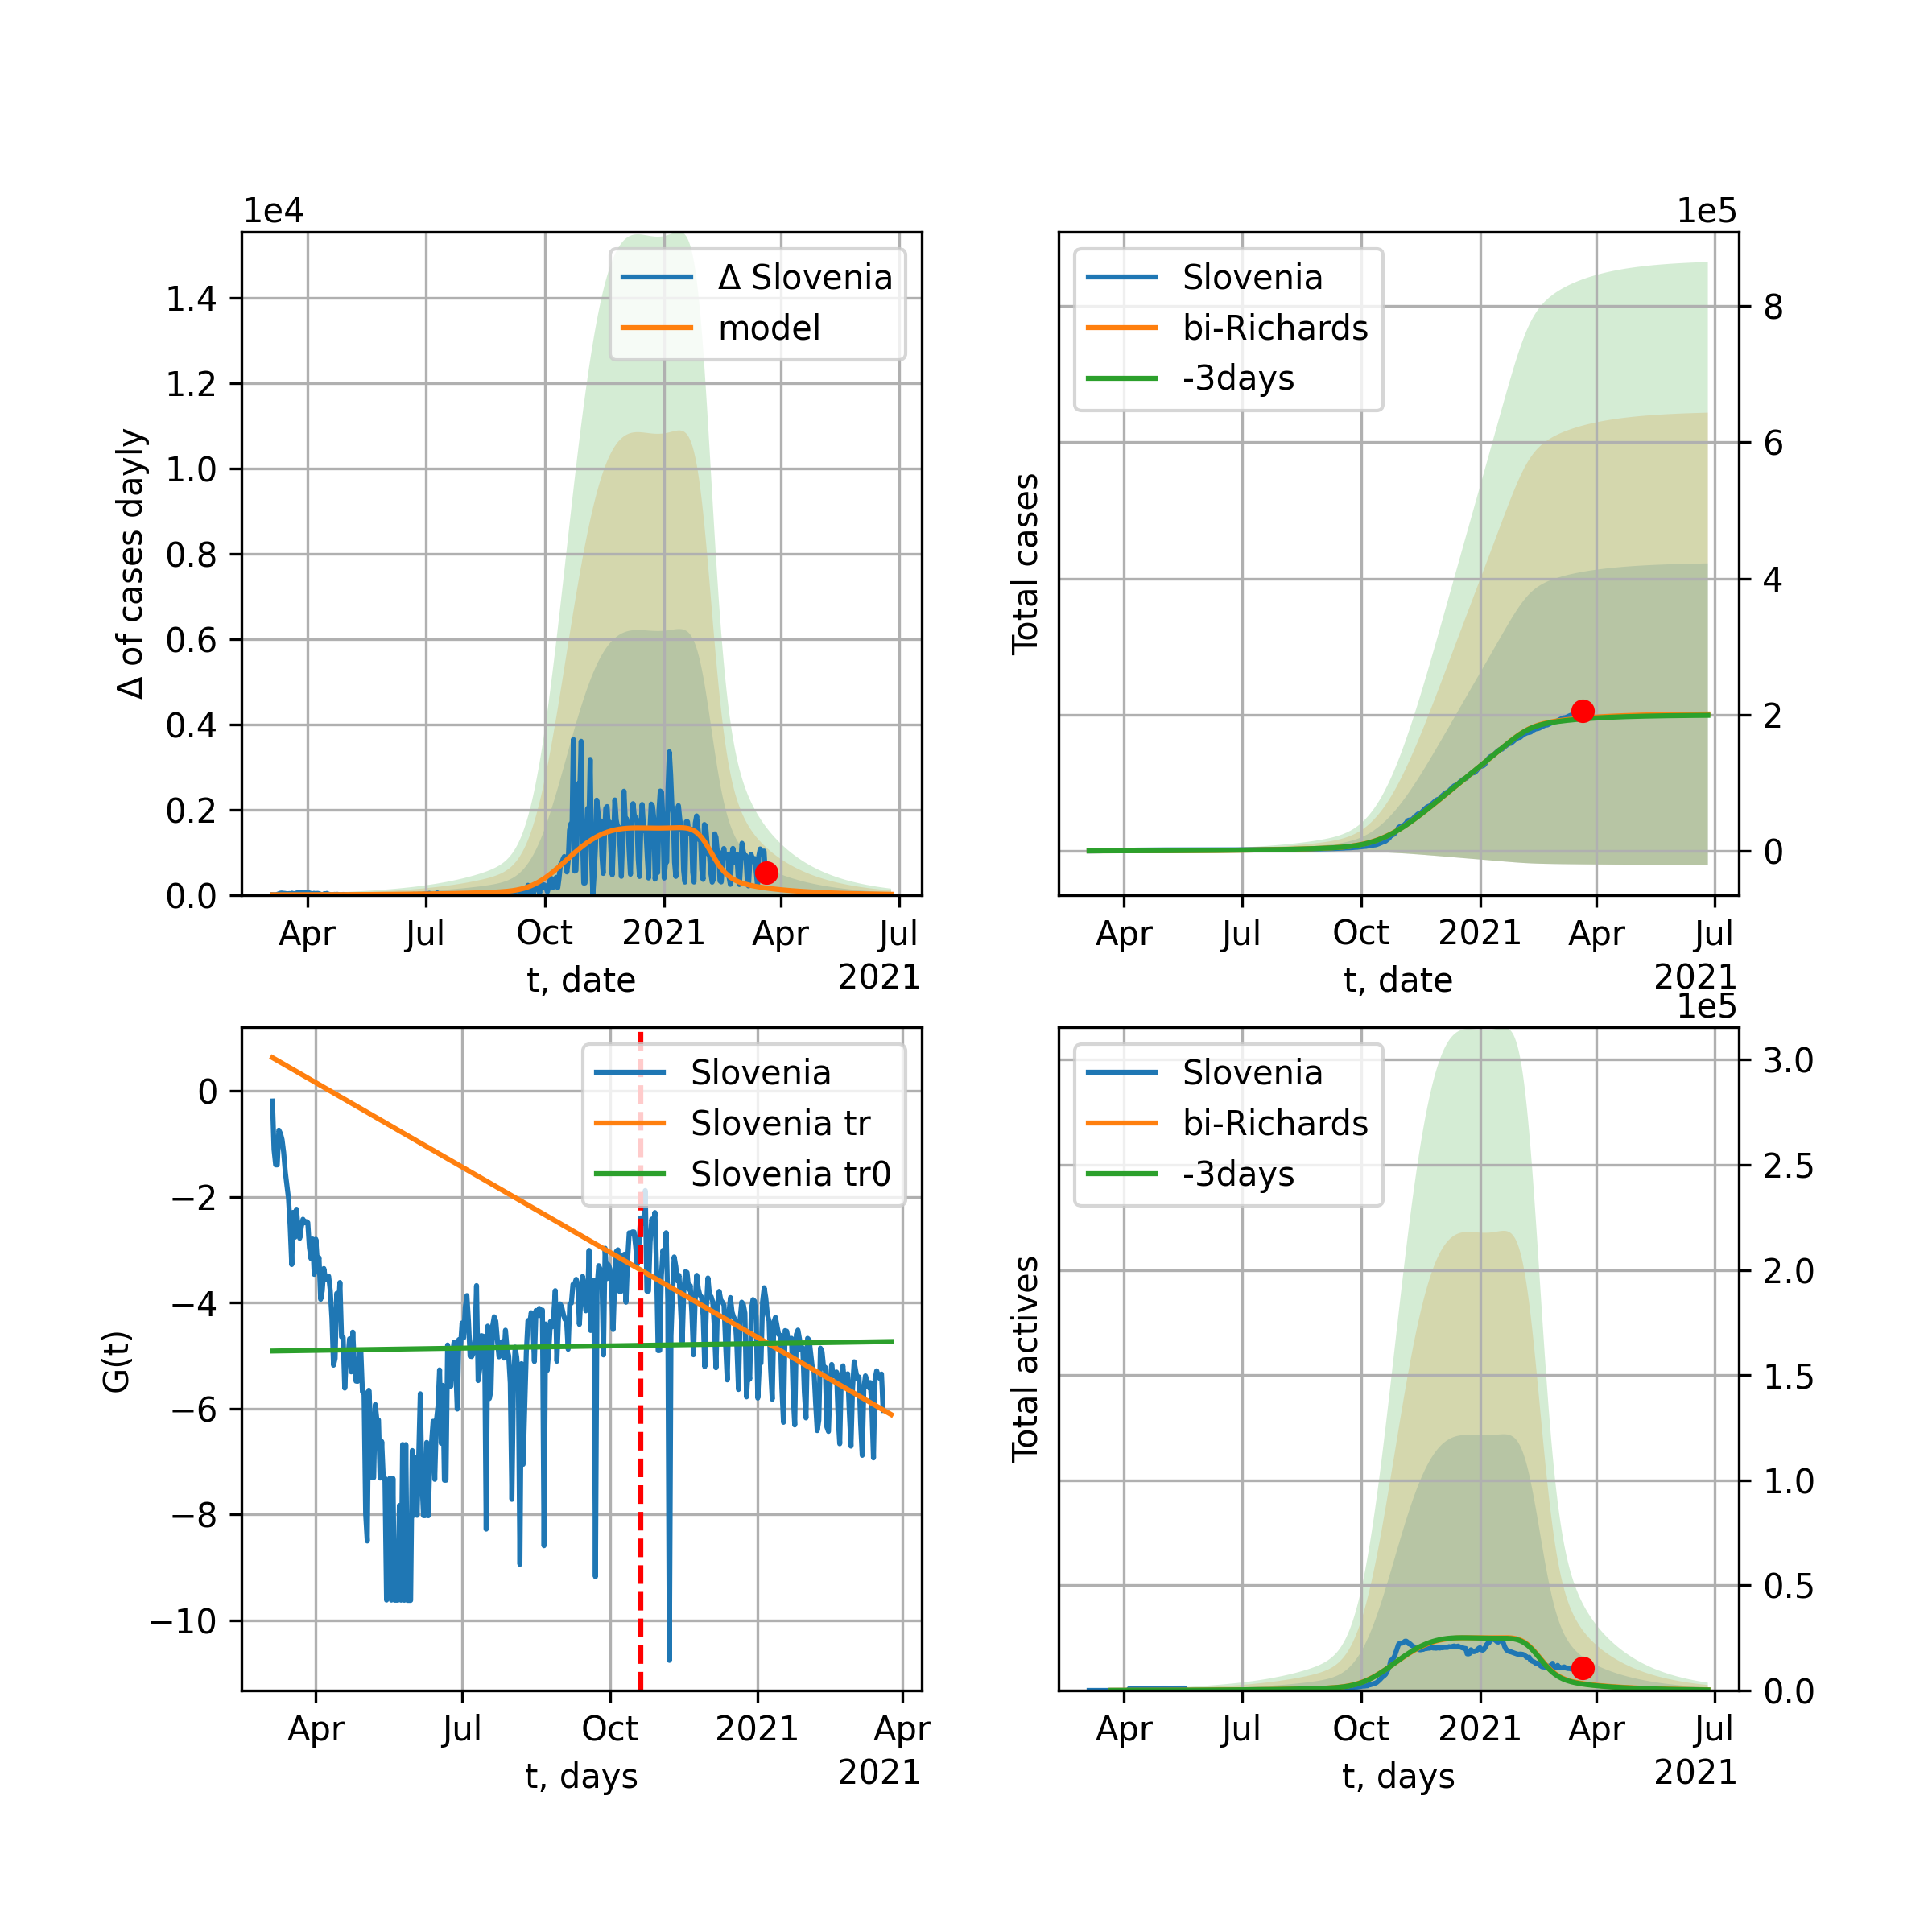 1e4
Δ Slovenia
model
1.4
1.2
1.0
0.8
0.6
0.4
0.2
0.0
Δ of cases dayly
Apr Jul Oct 2021 Apr Jul
t, date 2021
1e5
Slovenia
bi-Richards
-3days
8
6
4
2
0
Total cases
Apr Jul Oct 2021 Apr Jul
t, date 2021
Slovenia
Slovenia tr
Slovenia tr0
0
−2
−4
−6
−8
−10
G(t)
Apr Jul Oct 2021 Apr
t, days 2021
1e5
Slovenia
bi-Richards
-3days
3.0
2.5
2.0
1.5
1.0
0.5
0.0
Total actives
Apr Jul Oct 2021 Apr Jul
t, days 2021